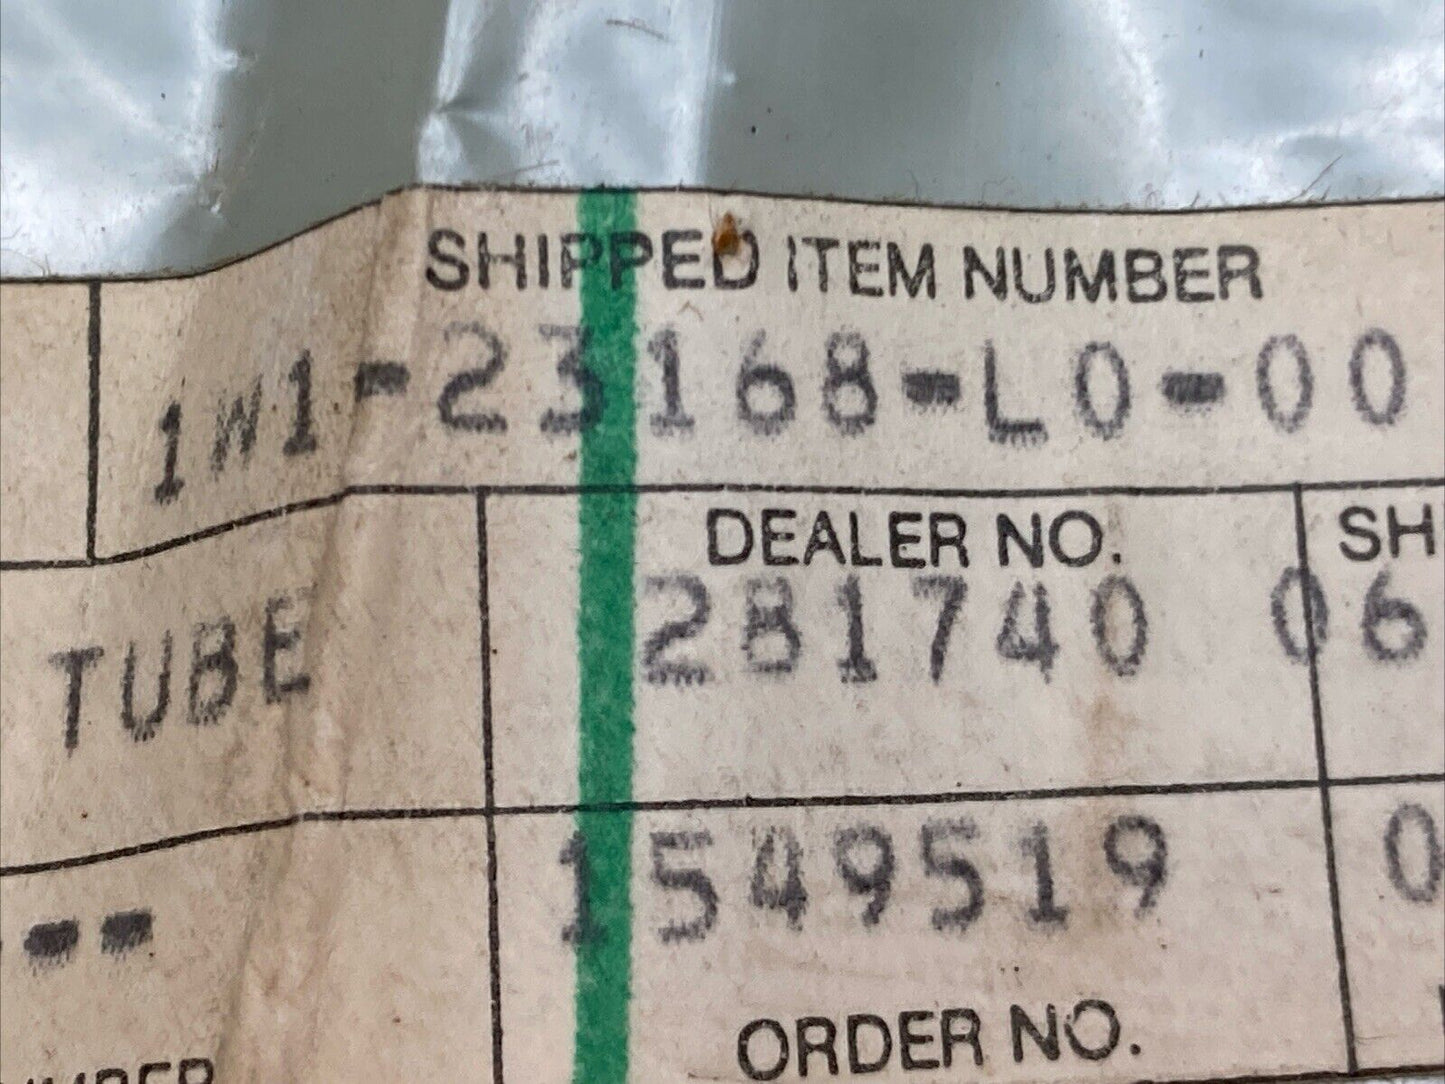 SHIPPED ITEM NUMBER
1W1-23168-L0-00
DEALER NO. SH
TUBE 281740 06
-- 1549519 0
ORDER NO.